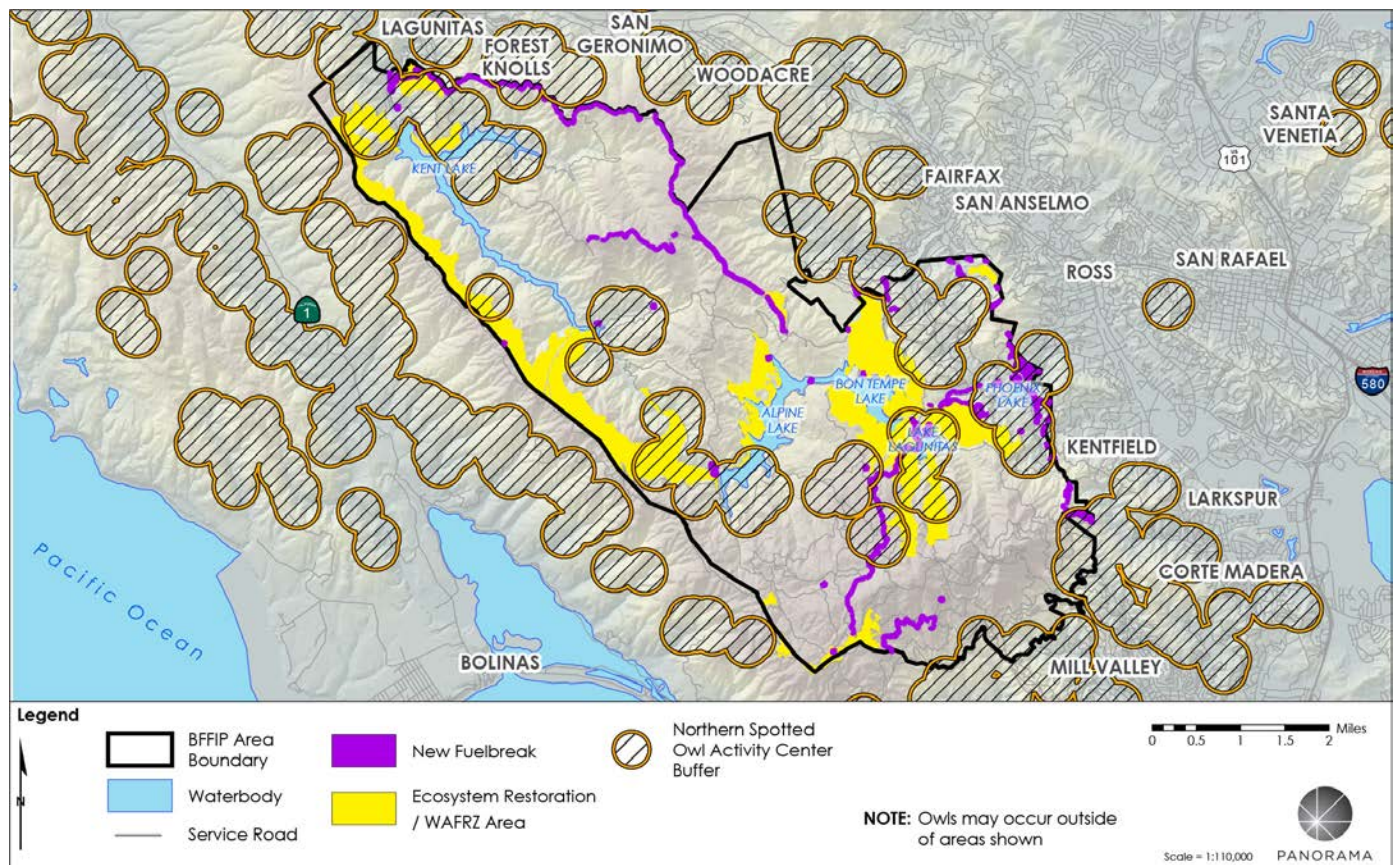 LAGUNITAS
SAN
GERONIMO
FOREST
KNOLLS
WOODACRE
SANTA
VENETIA
US
101
KENT LAKE
FAIRFAX
SAN ANSELMO
ROSS
SAN RAFAEL
1
580
BON TEMPE
LAKE
PHOENIX
LAKE
ALPINE
LAKE
LAKE
LAGUNITAS
KENTFIELD
LARKSPUR
CORTE MADERA
Pacific Ocean
BOLINAS
MILL VALLEY
Legend
N
BFFIP Area
Boundary
Waterbody
Service Road
New Fuelbreak
Ecosystem Restoration
/ WAFRZ Area
Northern Spotted
Owl Activity Center
Buffer
0 0.5 1 1.5 2 Miles
NOTE: Owls may occur outside
of areas shown
Scale = 1:110,000
PANORAMA